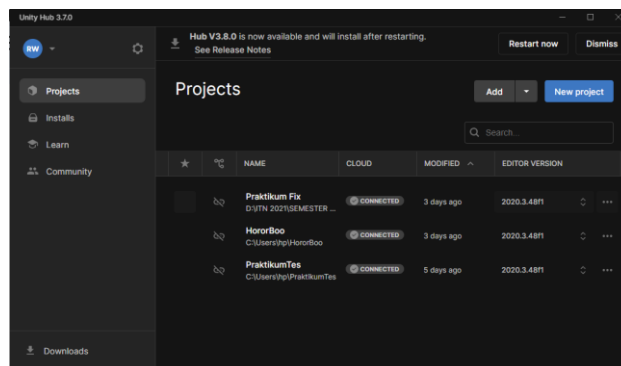 Unity Hub 3.7.0
Hub V3.8.0 is now available and will install after restarting.
See Release Notes
Restart now
Dismiss
RW
Projects
Installs
Learn
Community
Downloads
Projects
Add
New project
Search...
NAME CLOUD MODIFIED EDITOR VERSION
Praktikum Fix CONNECTED 3 days ago 2020.3.48f1
D:\ITN 2021\SEMESTER ...
HororBoo CONNECTED 3 days ago 2020.3.48f1
C:\Users\hp\HororBoo
PraktikumTes CONNECTED 5 days ago 2020.3.48f1
C:\Users\hp\PraktikumTes